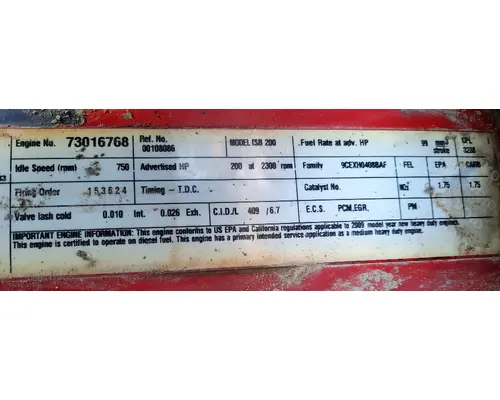 Engine No. 73016768 Ref. No. 00108086 MODEL ISB 200 Fuel Rate at adv. HP 99 mm3 stroke CPL
Idle Speed (rpm) 750 Advertised HP 200 at 2300 rpm Family 9CEXH0408BAF FEL EPA CARB
Firing Order 1 5 3 6 2 4 Timing - T.D.C. Catalyst No. 1.75 1.75
Valve lash cold 0.010 Int. 0.026 Exh. C.I.D./L 409 / 6.7 E.C.S. PCM,EGR, PM
IMPORTANT ENGINE INFORMATION: This engine conforms to US EPA and California regulations applicable to 2009 model year new heavy duty engines.
This engine is certified to operate on diesel fuel. This engine has a primary intended service application as a medium heavy duty engine.